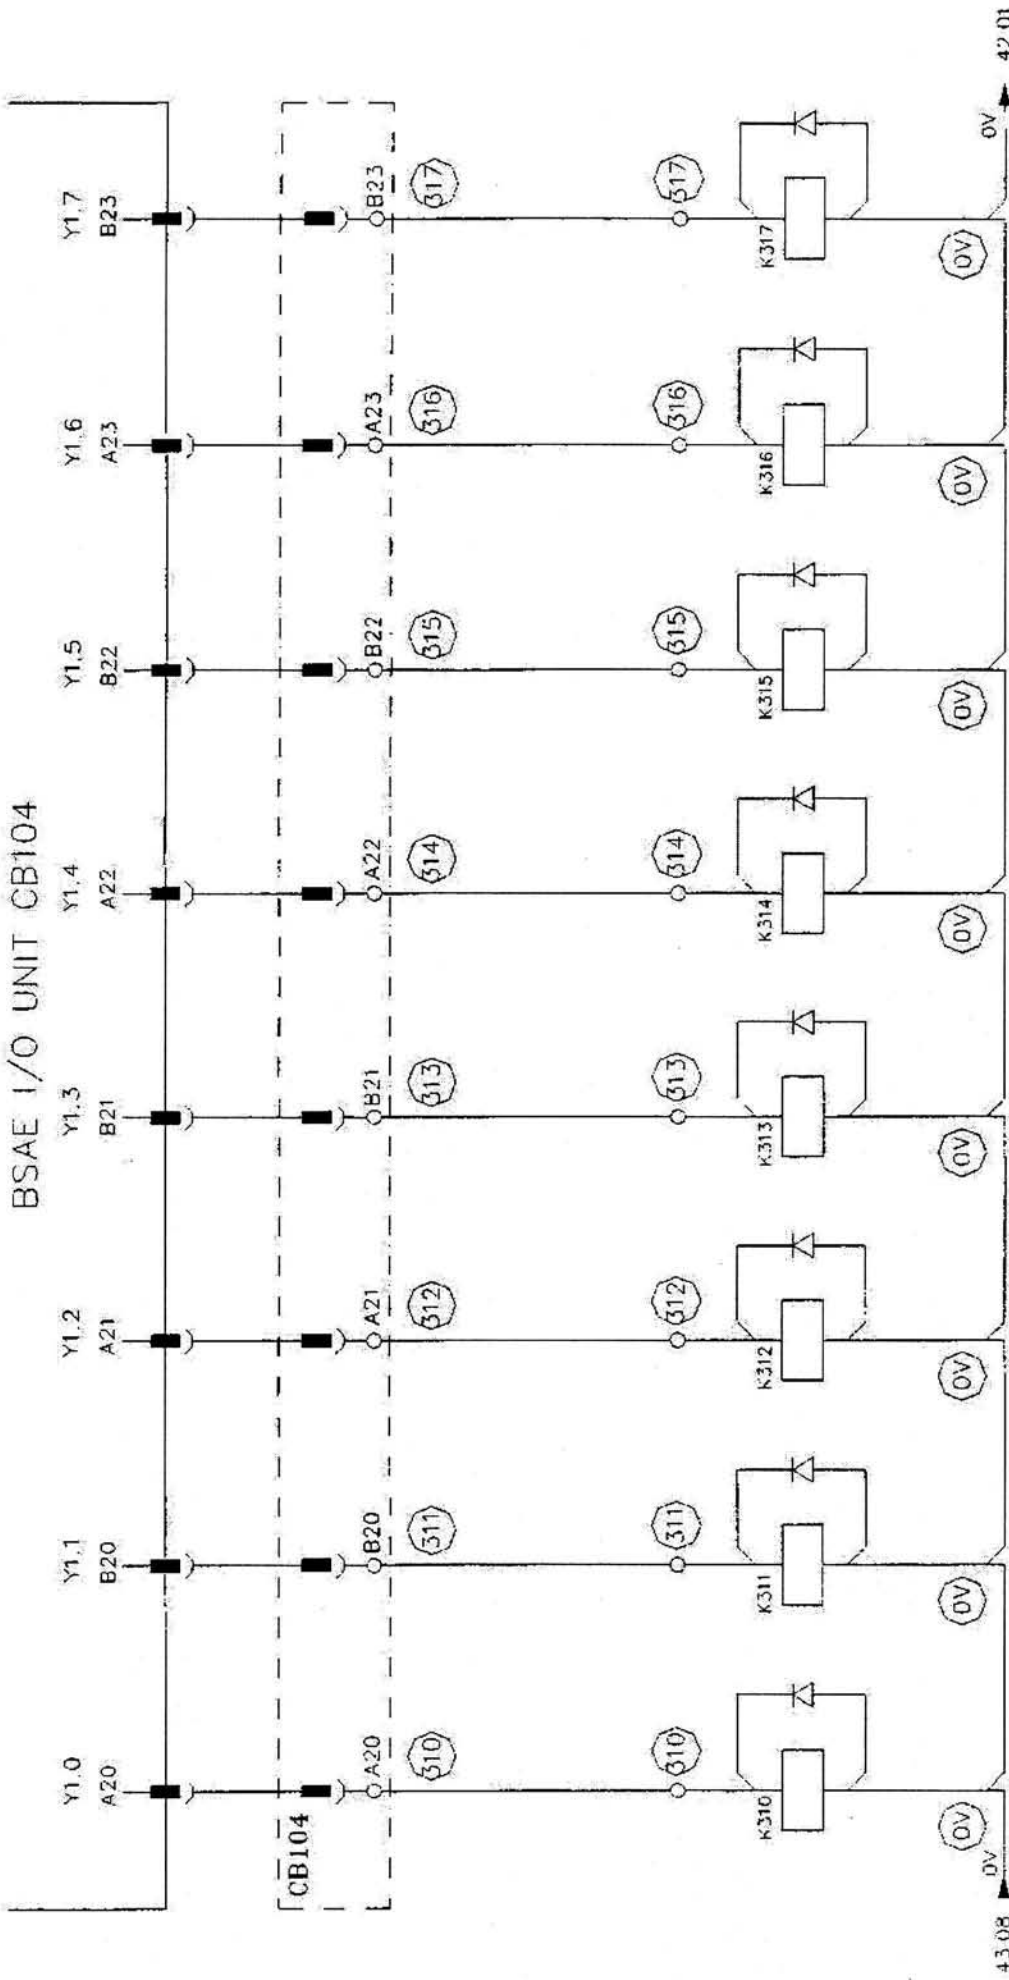 BSAE I/O UNIT CB104
Y1.0 Y1.1 Y1.2 Y1.3 Y1.4 Y1.5 Y1.6 Y1.7
A20 B20 A21 B21 A22 B22 A23 B23
CB104
A20 B20 A21 B21 A22 B22 A23 B23
310 311 312 313 314 315 316 317
310 311 312 313 314 315 316 317
K310 K311 K312 K313 K314 K315 K316 K317
0V 0V 0V 0V 0V 0V 0V 0V
0V 0V
43.08 42.01